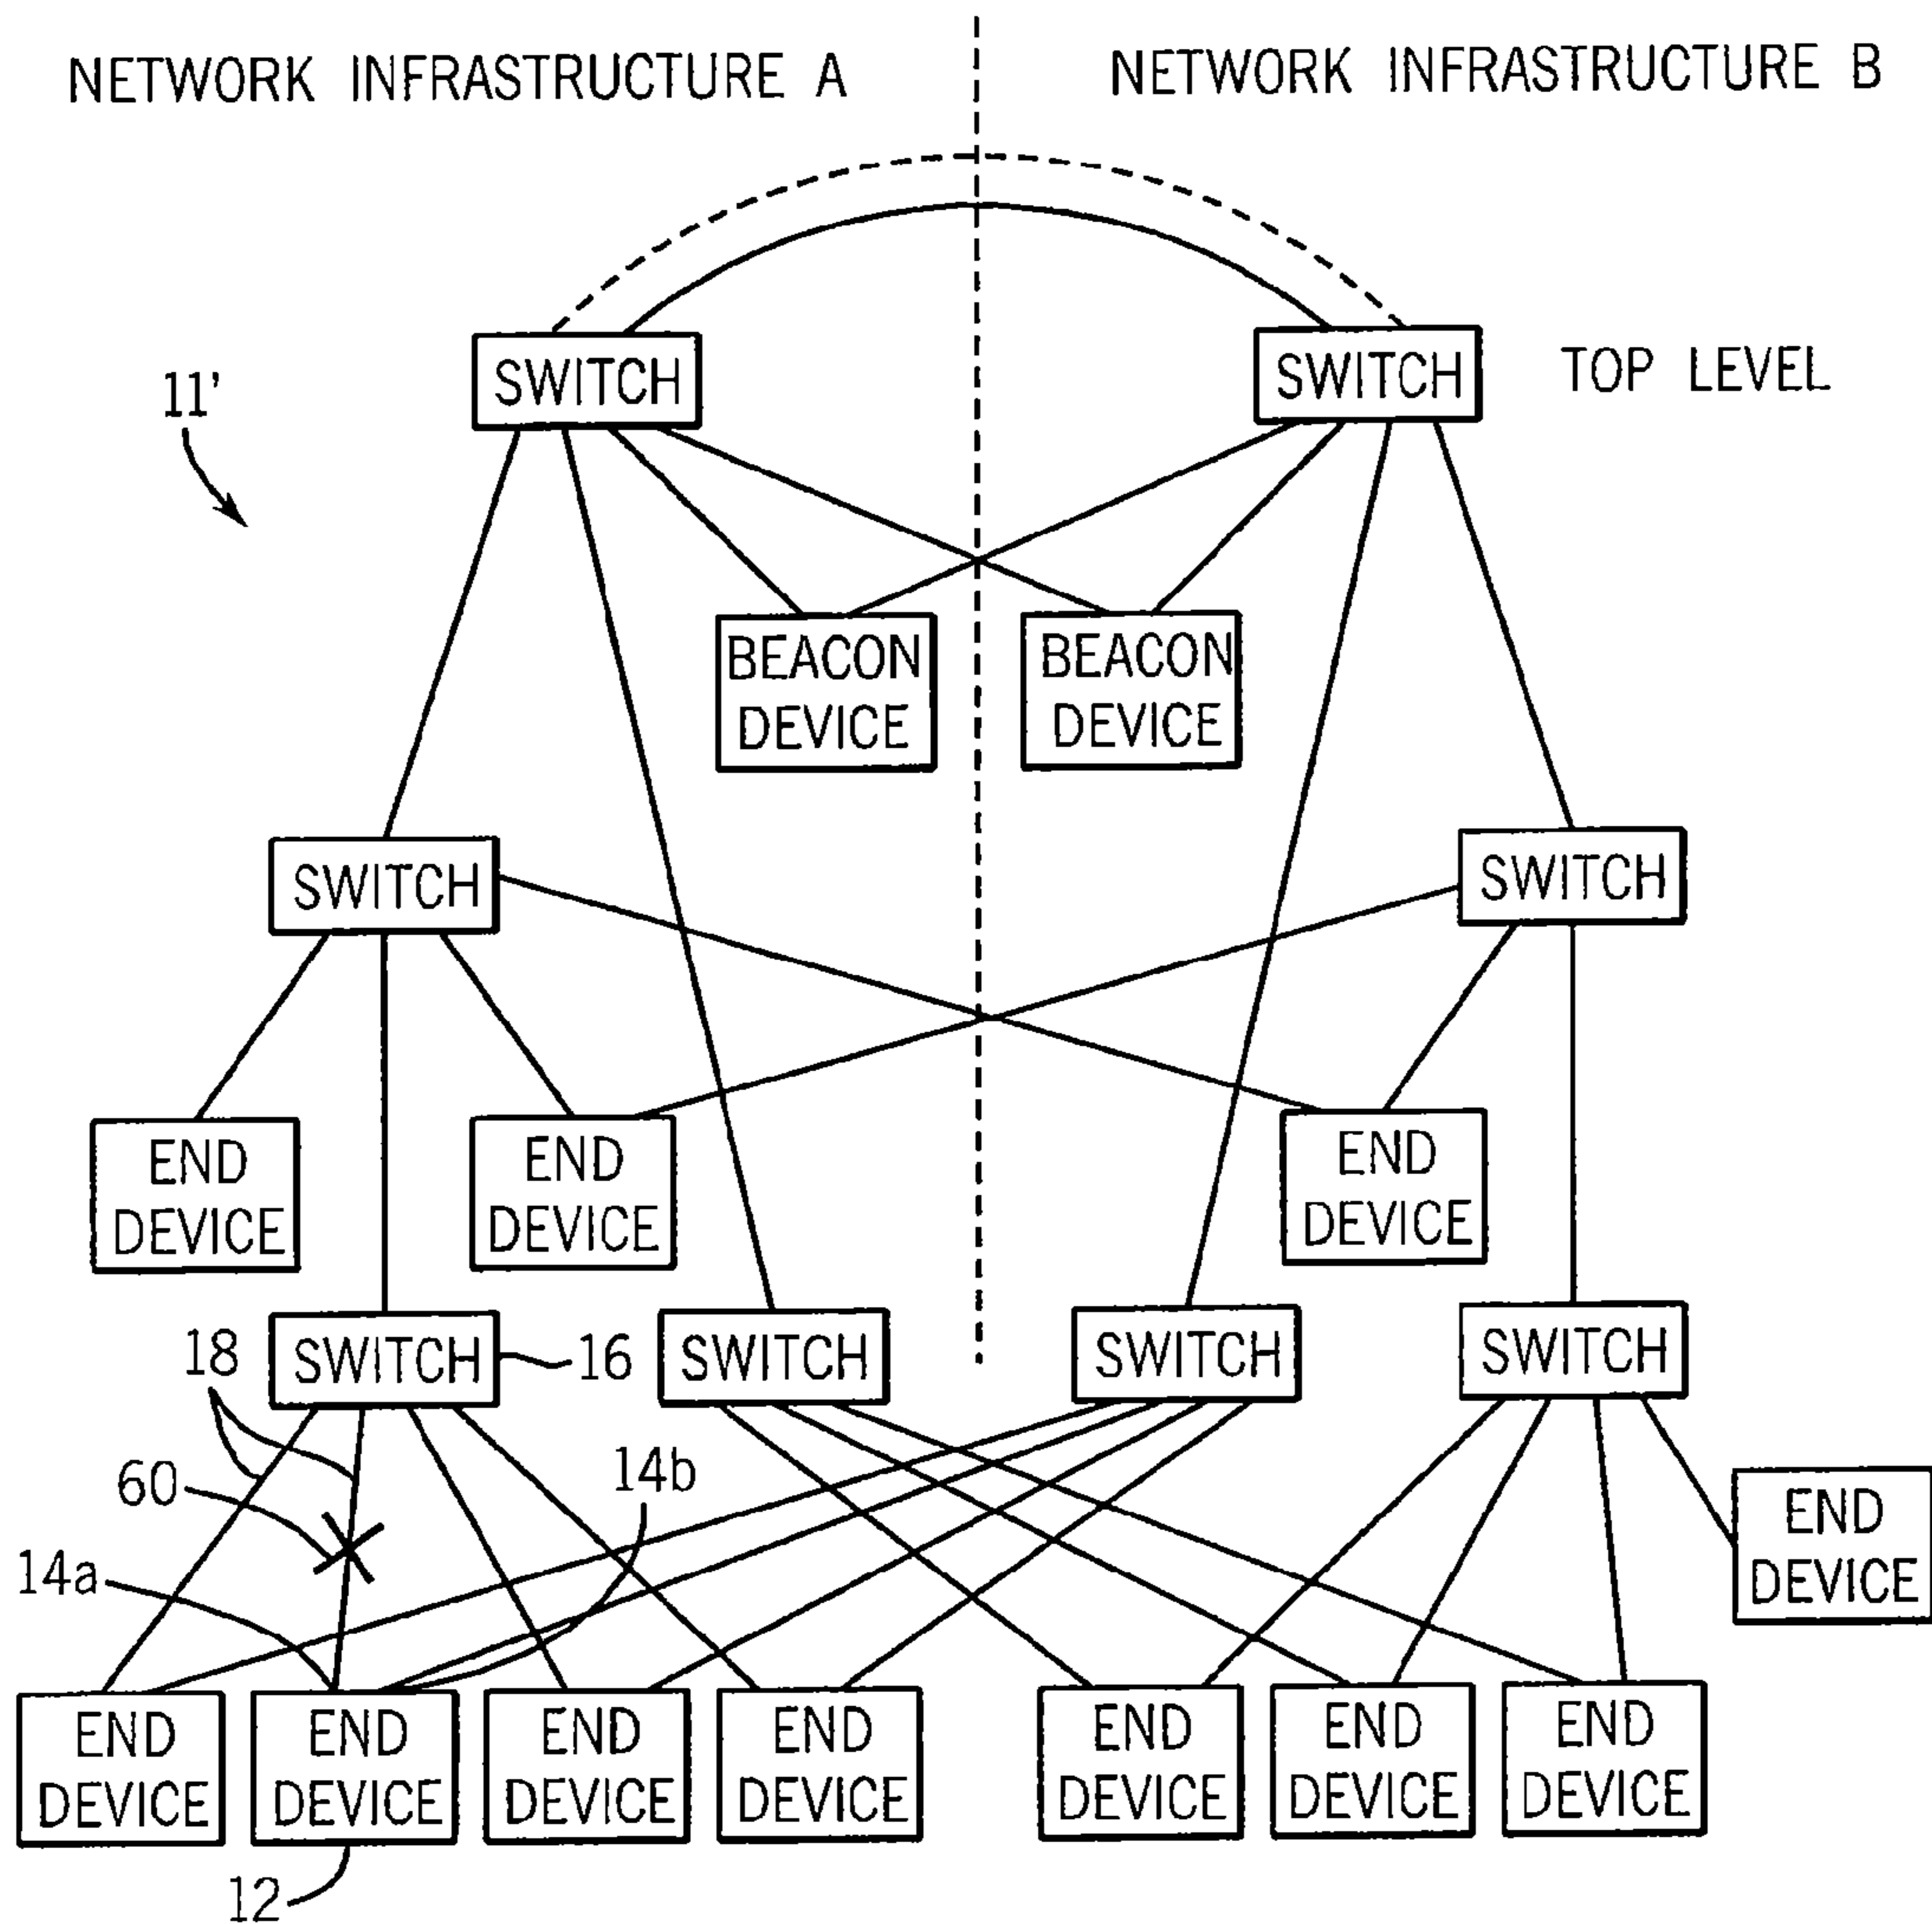 NETWORK INFRASTRUCTURE A
NETWORK INFRASTRUCTURE B
SWITCH
SWITCH
TOP LEVEL
11'
BEACON
DEVICE
BEACON
DEVICE
SWITCH
SWITCH
END
DEVICE
END
DEVICE
END
DEVICE
18
SWITCH
16
SWITCH
SWITCH
SWITCH
60
14b
14a
END
DEVICE
END
DEVICE
END
DEVICE
END
DEVICE
END
DEVICE
END
DEVICE
END
DEVICE
END
DEVICE
12